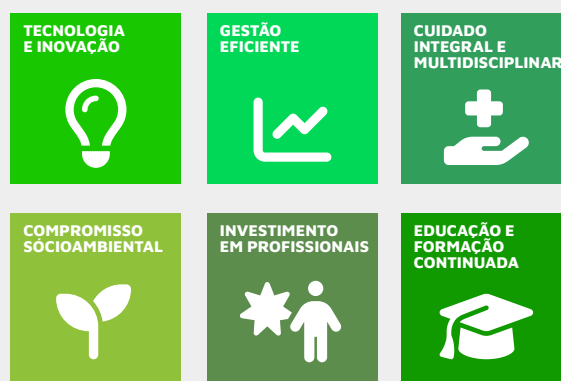 TECNOLOGIA
E INOVAÇÃO
GESTÃO
EFICIENTE
CUIDADO
INTEGRAL E
MULTIDISCIPLINAR
COMPROMISSO
SÓCIOAMBIENTAL
INVESTIMENTO
EM PROFISSIONAIS
EDUCAÇÃO E
FORMAÇÃO
CONTINUADA